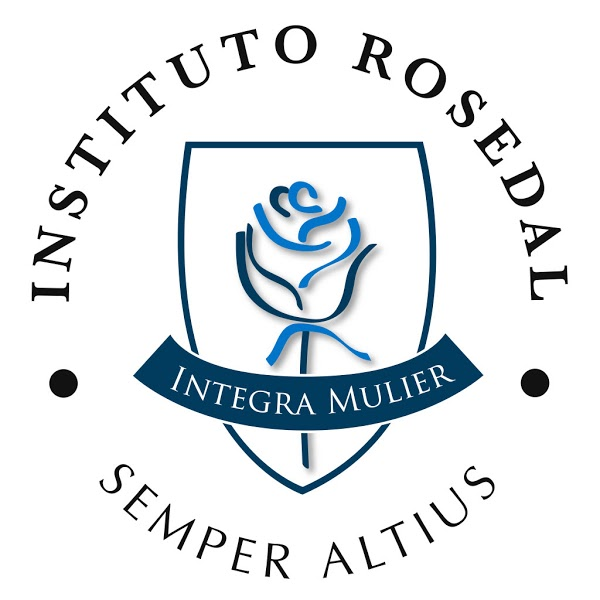 INSTITUTO ROSEDAL
INTEGRA MULIER
SEMPER ALTIUS